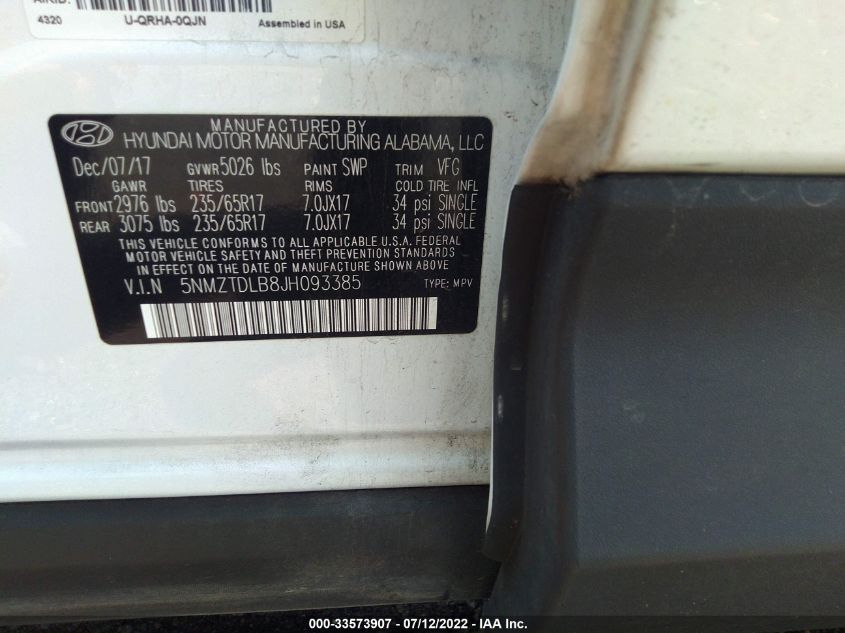 4320
U-QRHA-0QJN
Assembled in USA
MANUFACTURED BY
HYUNDAI MOTOR MANUFACTURING ALABAMA, LLC
Dec/07/17 GVWR 5026 lbs PAINT SWP TRIM VFG
GAWR TIRES RIMS COLD TIRE INFL
FRONT 2976 lbs 235/65R17 7.0JX17 34 psi SINGLE
REAR 3075 lbs 235/65R17 7.0JX17 34 psi SINGLE
THIS VEHICLE CONFORMS TO ALL APPLICABLE U.S.A. FEDERAL
MOTOR VEHICLE SAFETY AND THEFT PREVENTION STANDARDS
IN EFFECT ON THE DATE OF MANUFACTURE SHOWN ABOVE
V.I.N 5NMZTDLB8JH093385 TYPE: MPV
000-33573907 - 07/12/2022 - IAA Inc.